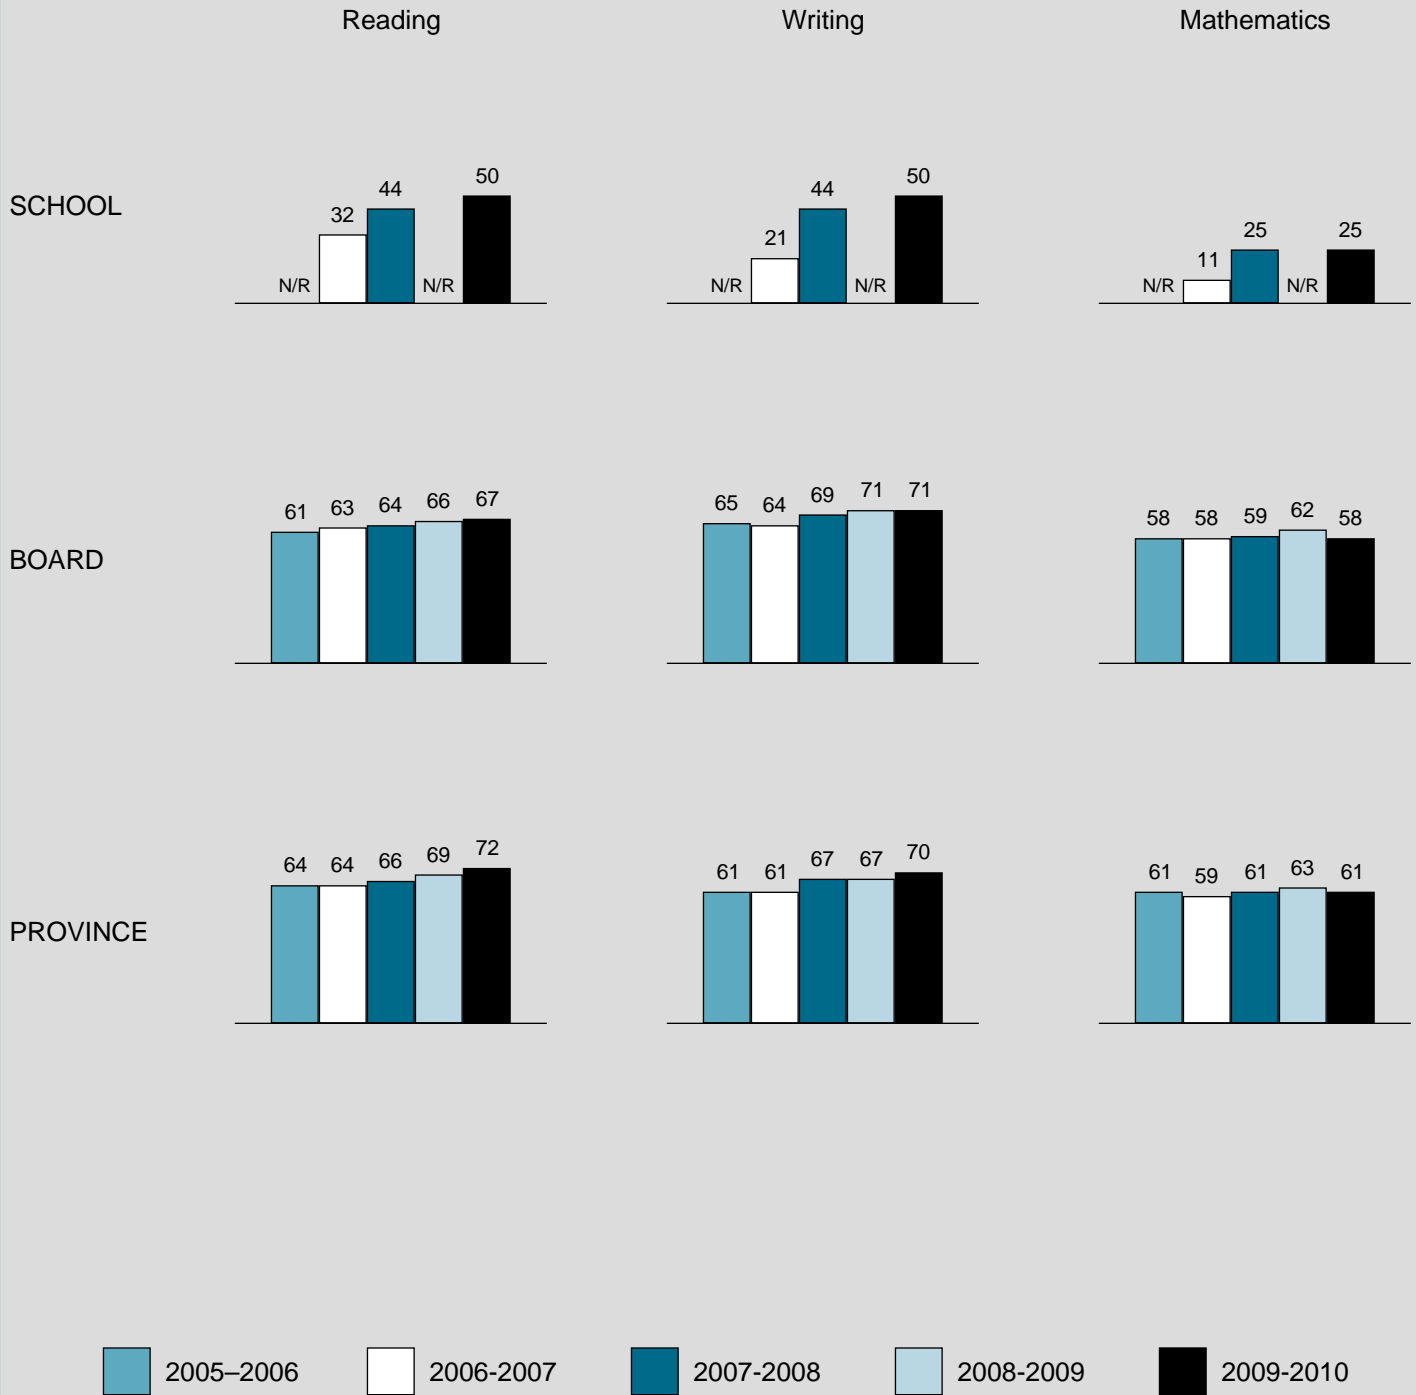 Reading Writing Mathematics
SCHOOL
N/R 32 44 N/R 50
N/R 21 44 N/R 50
N/R 11 25 N/R 25
BOARD
61 63 64 66 67
65 64 69 71 71
58 58 59 62 58
PROVINCE
64 64 66 69 72
61 61 67 67 70
61 59 61 63 61
2005–2006 2006-2007 2007-2008 2008-2009 2009-2010